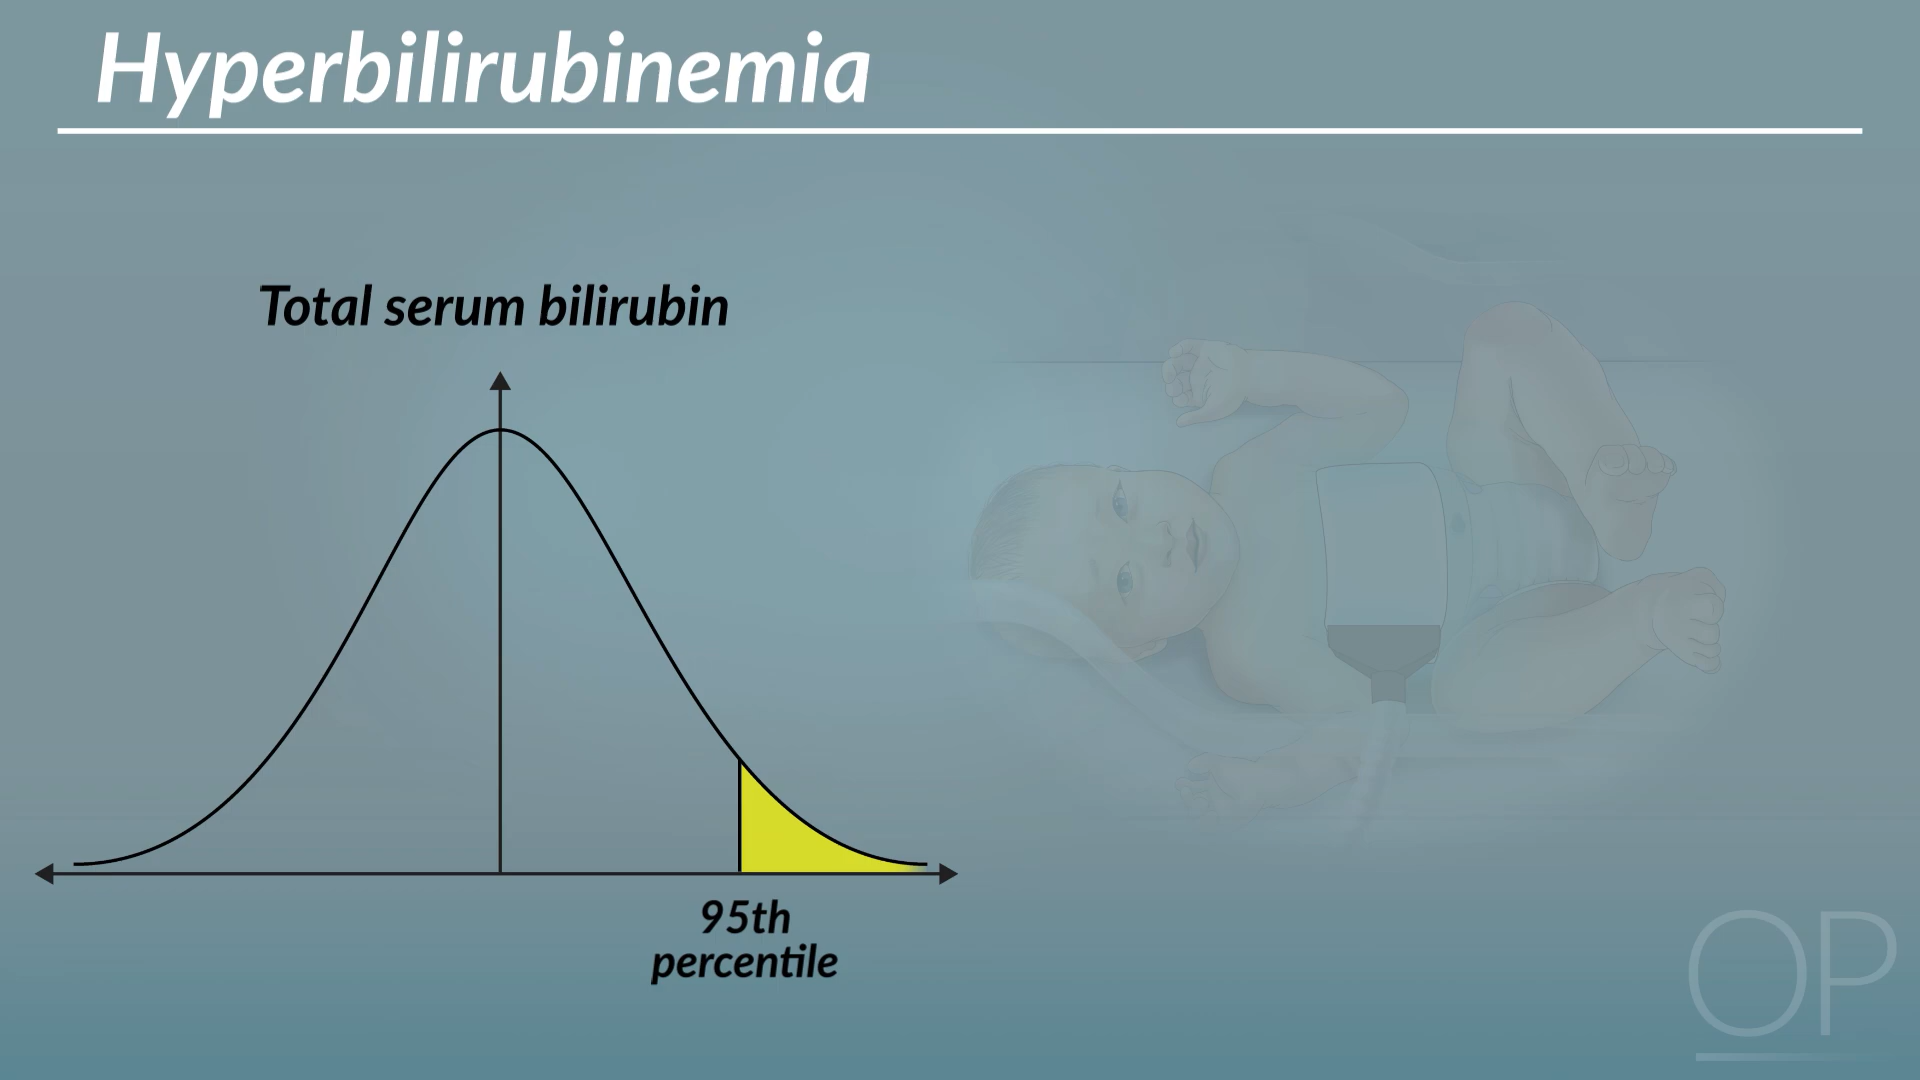 Hyperbilirubinemia
Total serum bilirubin
95th
percentile
OP